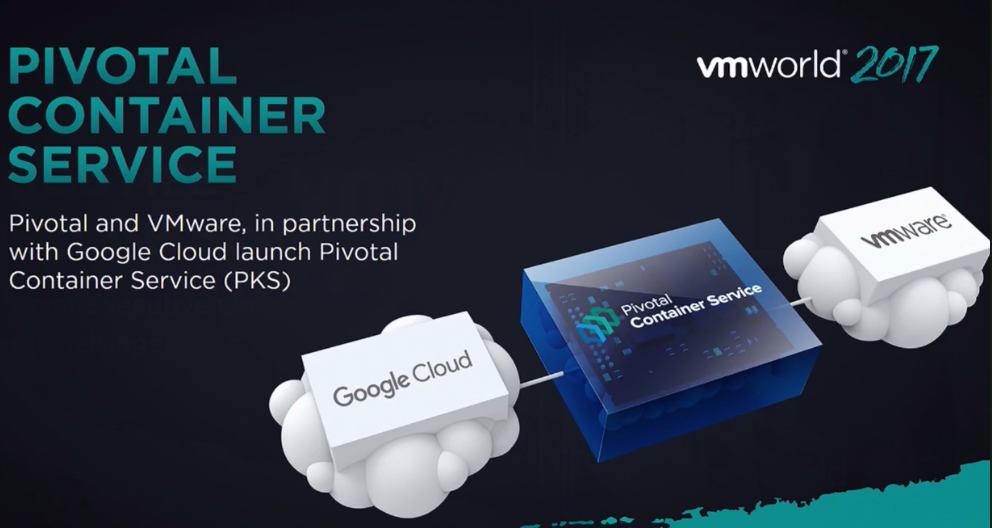 PIVOTAL
CONTAINER
SERVICE
vmworld® 2017
Pivotal and VMware, in partnership
with Google Cloud launch Pivotal
Container Service (PKS)
vmware®
Pivotal
Container Service
Google Cloud